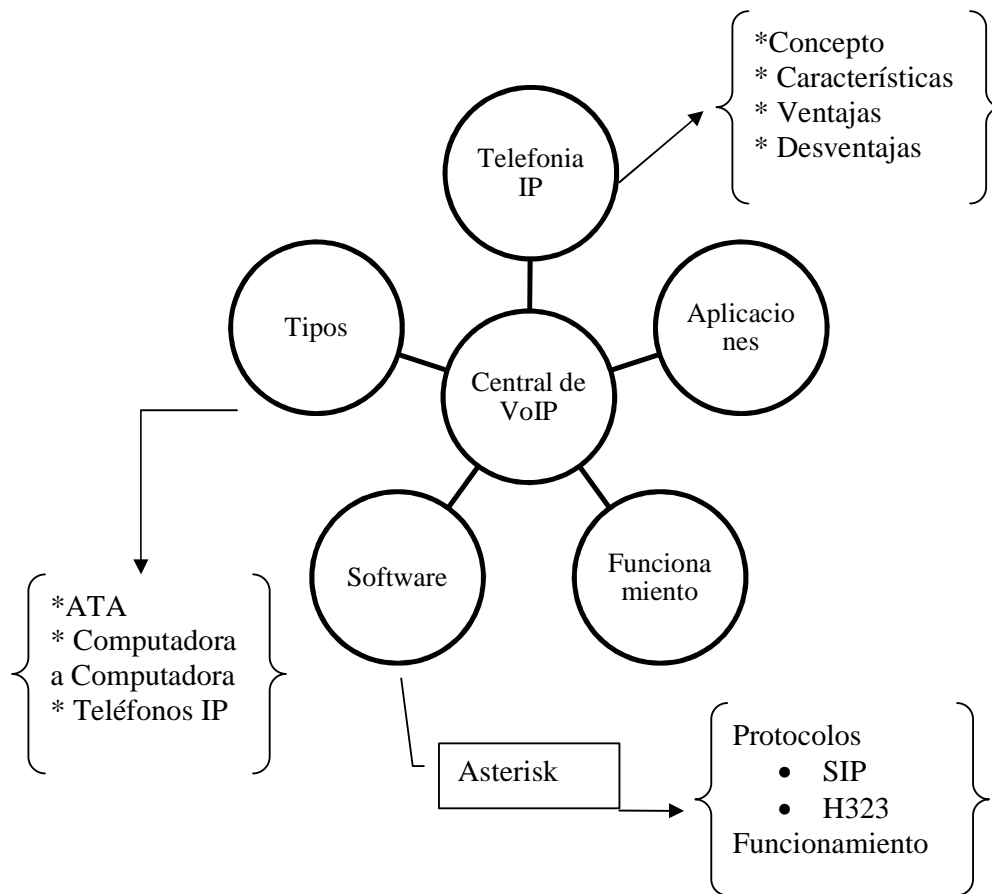 *Concepto
* Características
* Ventajas
* Desventajas
Telefonia
IP
Tipos
Aplicacio
nes
Central de
VoIP
Software
Funciona
miento
*ATA
* Computadora
a Computadora
* Teléfonos IP
Asterisk
Protocolos
• SIP
• H323
Funcionamiento